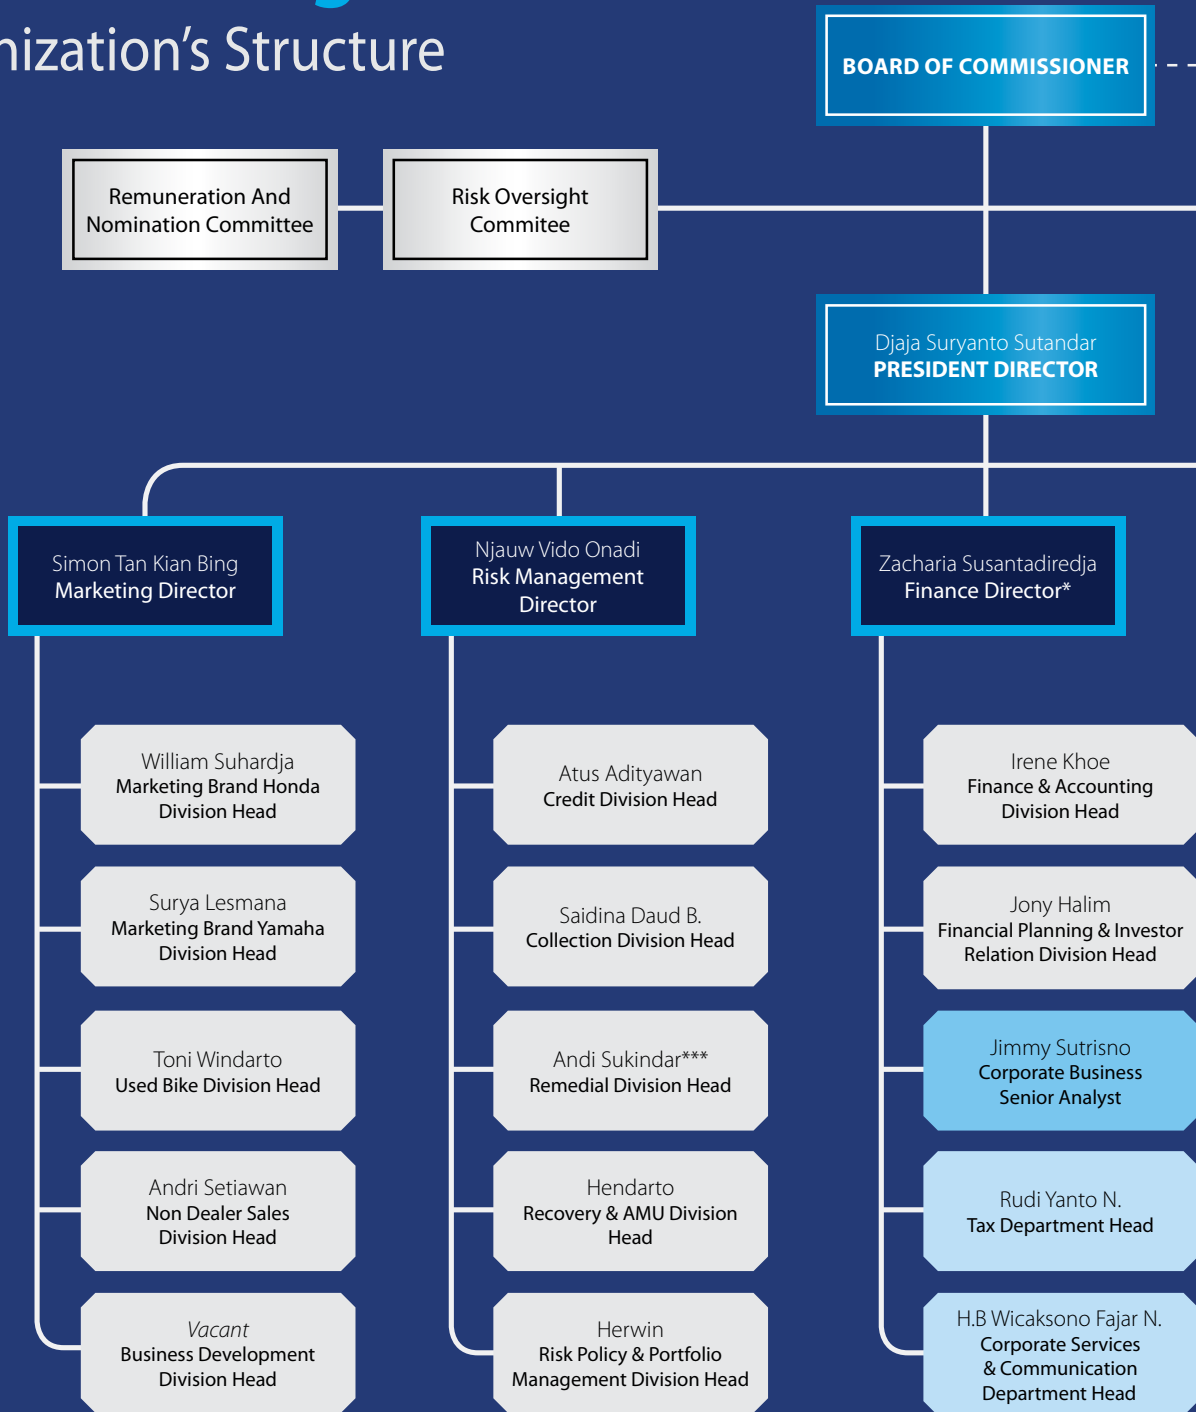 nization’s Structure
BOARD OF COMMISSIONER
Remuneration And
Nomination Committee
Risk Oversight
Commitee
Djaja Suryanto Sutandar
PRESIDENT DIRECTOR
Simon Tan Kian Bing
Marketing Director
Njauw Vido Onadi
Risk Management
Director
Zacharia Susantadiredja
Finance Director*
William Suhardja
Marketing Brand Honda
Division Head
Surya Lesmana
Marketing Brand Yamaha
Division Head
Toni Windarto
Used Bike Division Head
Andri Setiawan
Non Dealer Sales
Division Head
Vacant
Business Development
Division Head
Atus Adityawan
Credit Division Head
Saidina Daud B.
Collection Division Head
Andi Sukindar***
Remedial Division Head
Hendarto
Recovery & AMU Division
Head
Herwin
Risk Policy & Portfolio
Management Division Head
Irene Khoe
Finance & Accounting
Division Head
Jony Halim
Financial Planning & Investor
Relation Division Head
Jimmy Sutrisno
Corporate Business
Senior Analyst
Rudi Yanto N.
Tax Department Head
H.B Wicaksono Fajar N.
Corporate Services
& Communication
Department Head